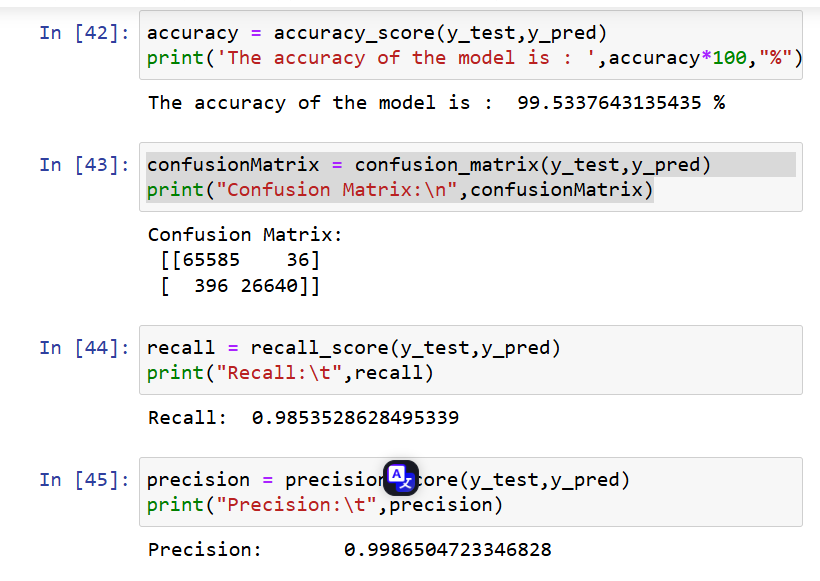 In [42]: accuracy = accuracy_score(y_test,y_pred)
print('The accuracy of the model is : ',accuracy*100,"%")
The accuracy of the model is :  99.5337643135435 %
In [43]: confusionMatrix = confusion_matrix(y_test,y_pred)
print("Confusion Matrix:\n",confusionMatrix)
Confusion Matrix:
[[65585    36]
[  396 26640]]
In [44]: recall = recall_score(y_test,y_pred)
print("Recall:\t",recall)
Recall:  0.9853528628495339
In [45]: precision = precision core(y_test,y_pred)
print("Precision:\t",precision)
Precision:       0.9986504723346828